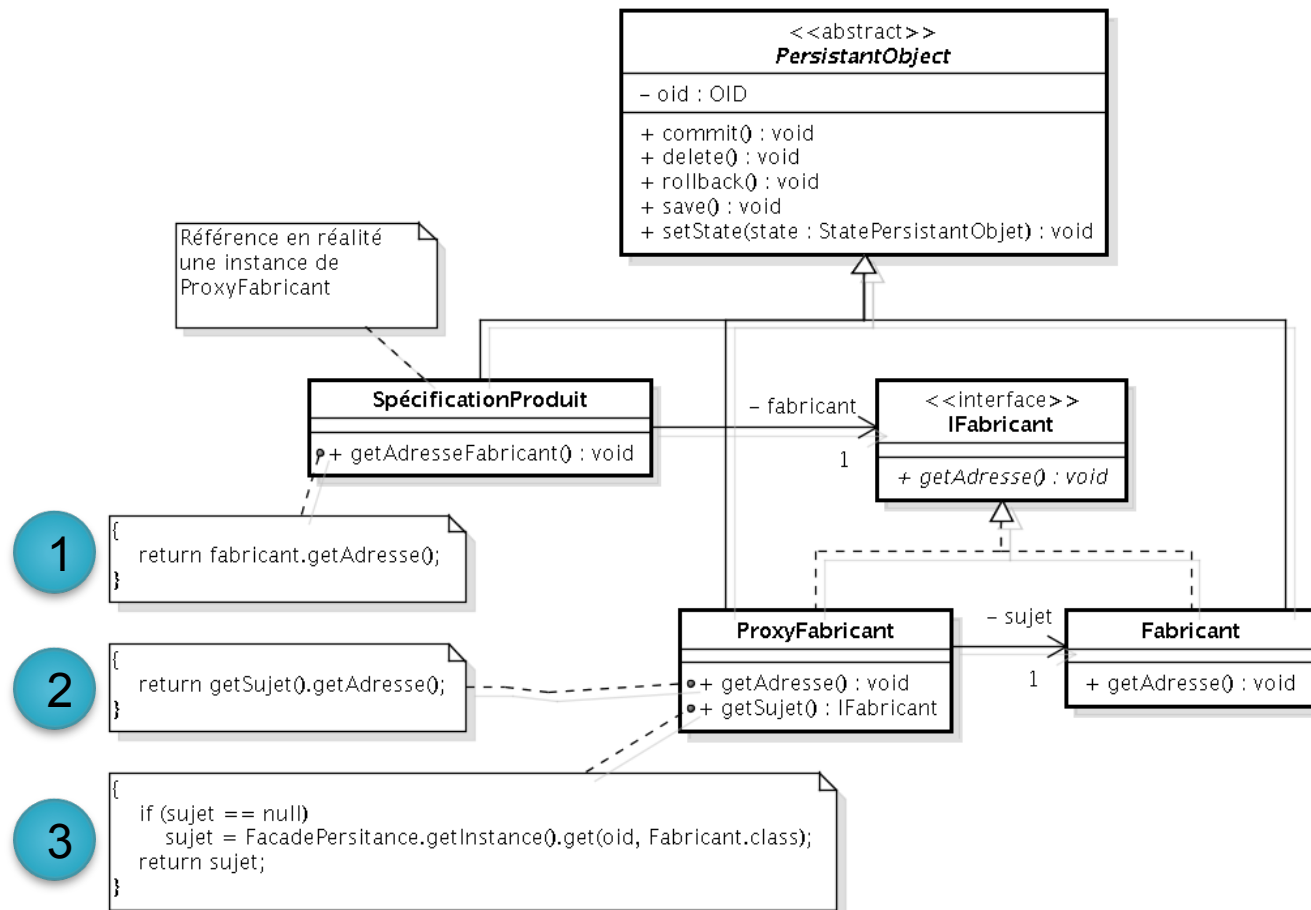 <<abstract>>
PersistantObject
– oid : OID
+ commit() : void
+ delete() : void
+ rollback() : void
+ save() : void
+ setState(state : StatePersistantObjet) : void
Référence en réalité
une instance de
ProxyFabricant
SpécificationProduit
+ getAdresseFabricant() : void
– fabricant
1
<<interface>>
IFabricant
+ getAdresse() : void
1
{
return fabricant.getAdresse();
}
ProxyFabricant
+ getAdresse() : void
+ getSujet() : IFabricant
– sujet
1
Fabricant
+ getAdresse() : void
2
{
return getSujet().getAdresse();
}
3
{
if (sujet == null)
sujet = FacadePersitance.getInstance().get(oid, Fabricant.class);
return sujet;
}